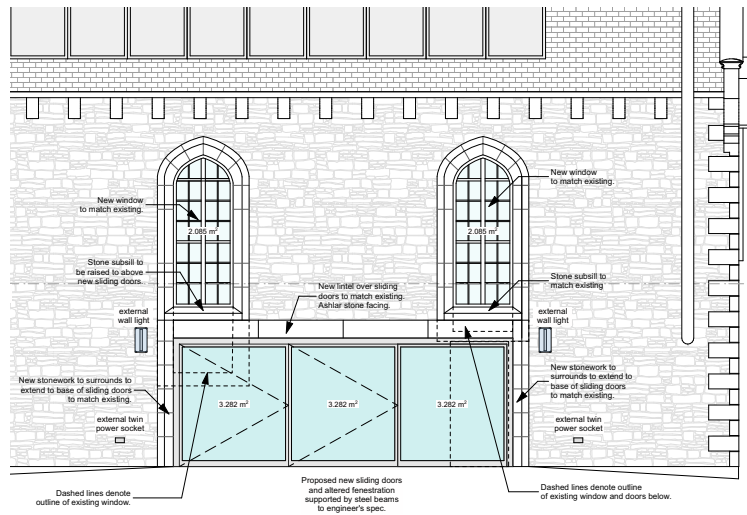 New window
to match existing.
2.085 m²
New window
to match existing.
2.085 m²
Stone subsill to
be raised to above
new sliding doors.
New lintel over sliding
doors to match existing.
Ashlar stone facing.
Stone subsill to
match existing
external
wall light
external
wall light
New stonework to surrounds to
extend to base of sliding doors
to match existing.
New stonework to
surrounds to extend to
base of sliding doors
to match existing.
3.282 m²
3.282 m²
3.282 m²
external twin
power socket
external twin
power socket
Dashed lines denote
outline of existing window.
Proposed new sliding doors
and altered fenestration
supported by steel beams
to engineer's spec.
Dashed lines denote outline
of existing window and doors below.